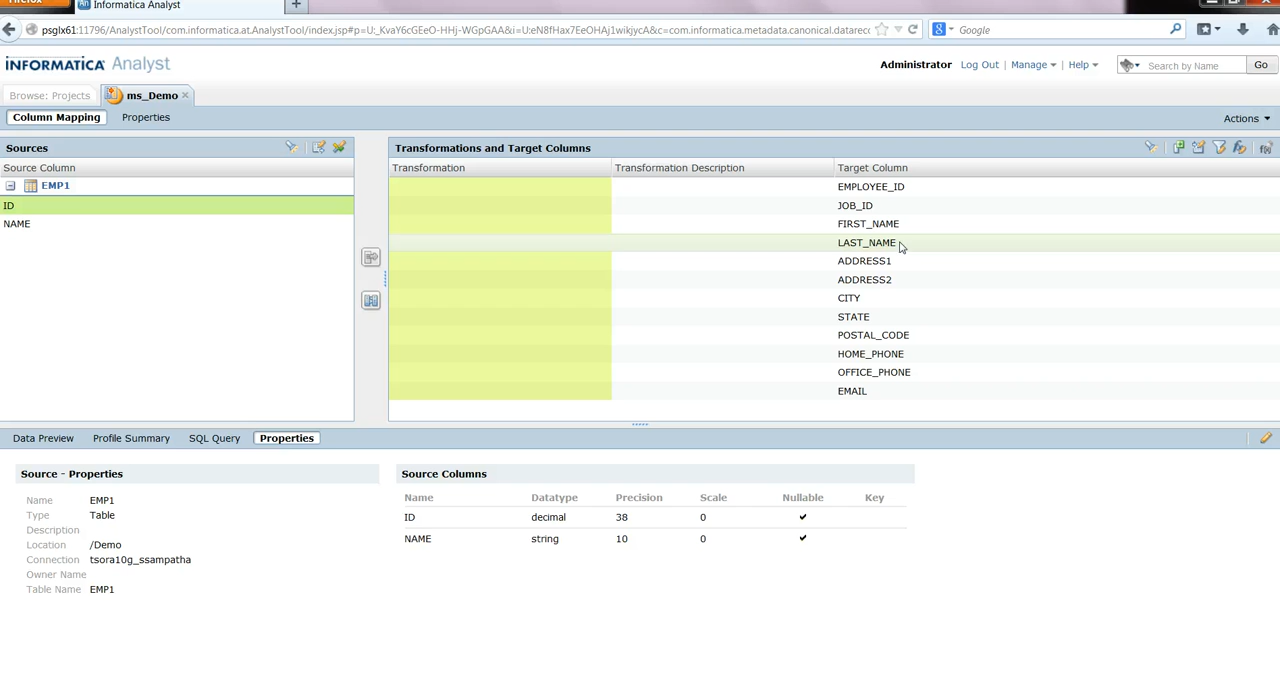 Firefox
Informatica Analyst
psglx61:11796/AnalystTool/com.informatica.at.AnalystTool/index.jsp#p=U:_KvaY6cGEeO-HHj-WGpGAA&i=U:eN8fHax7EeOHAj1wikjycA&c=com.informatica.metadata.canonical.datarec
Google
INFORMATICA Analyst
Administrator Log Out | Manage | Help
Search by Name Go
Browse: Projects ms_Demo
Column Mapping Properties Actions
Sources Transformations and Target Columns
Source Column Transformation Transformation Description Target Column
EMP1 EMPLOYEE_ID
ID JOB_ID
NAME FIRST_NAME
LAST_NAME
ADDRESS1
ADDRESS2
CITY
STATE
POSTAL_CODE
HOME_PHONE
OFFICE_PHONE
EMAIL
Data Preview Profile Summary SQL Query Properties
Source - Properties
Name EMP1
Type Table
Description
Location /Demo
Connection tsora10g_ssampatha
Owner Name
Table Name EMP1
Source Columns
Name Datatype Precision Scale Nullable Key
ID decimal 38 0
NAME string 10 0